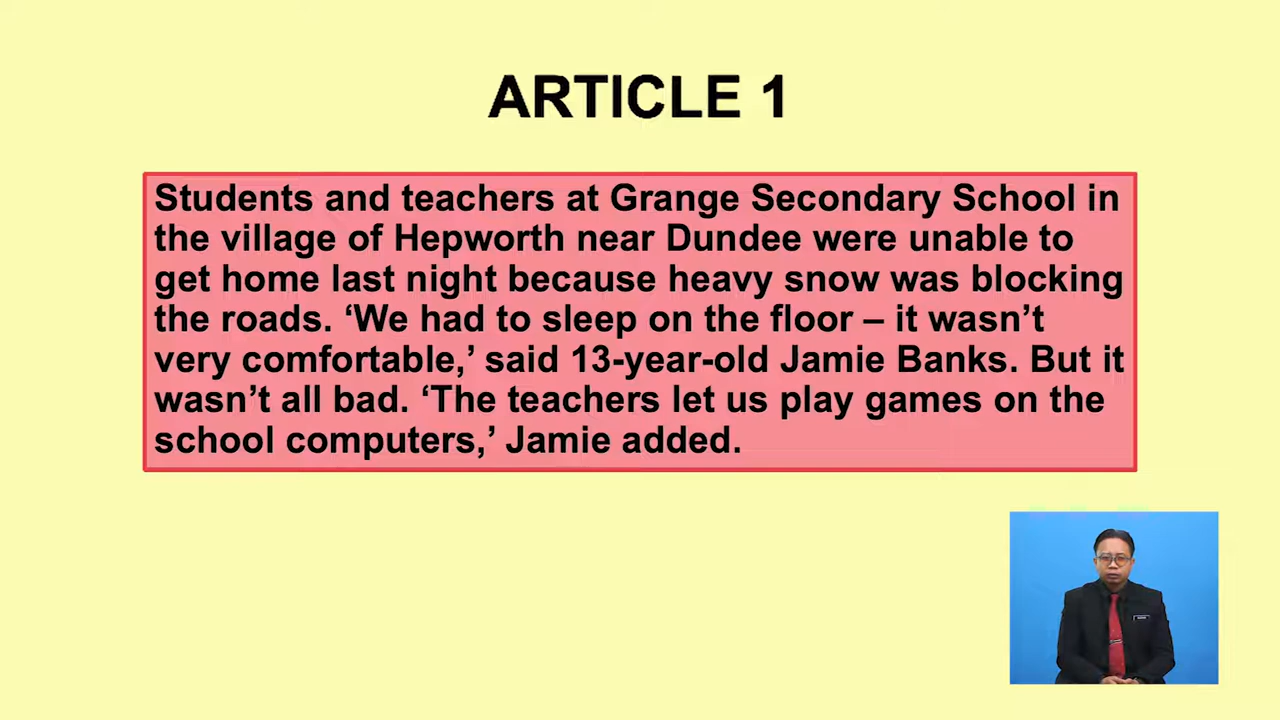 ARTICLE 1
Students and teachers at Grange Secondary School in
the village of Hepworth near Dundee were unable to
get home last night because heavy snow was blocking
the roads. ‘We had to sleep on the floor – it wasn’t
very comfortable,’ said 13-year-old Jamie Banks. But it
wasn’t all bad. ‘The teachers let us play games on the
school computers,’ Jamie added.